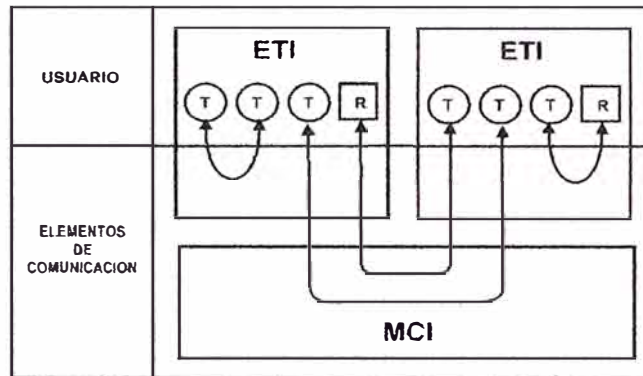 ETI
ETI
USUARIO
T T T R
T T T R
ELEMENTOS
DE
COMUNICACION
MCI